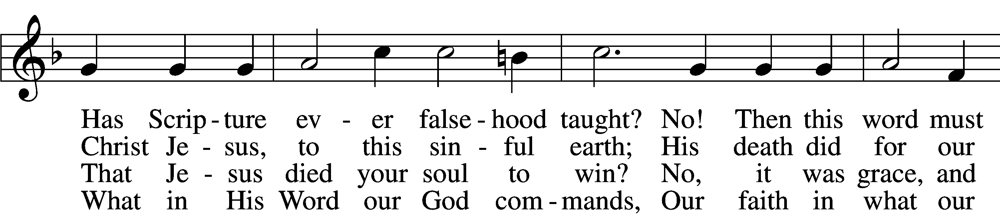 Has Scrip - ture ev - er false - hood taught? No! Then this word must
Christ Je - sus, to this sin - ful earth; His death did for our
That Je - sus died your soul to win? No, it was grace, and
What in His Word our God com - mands, Our faith in what our